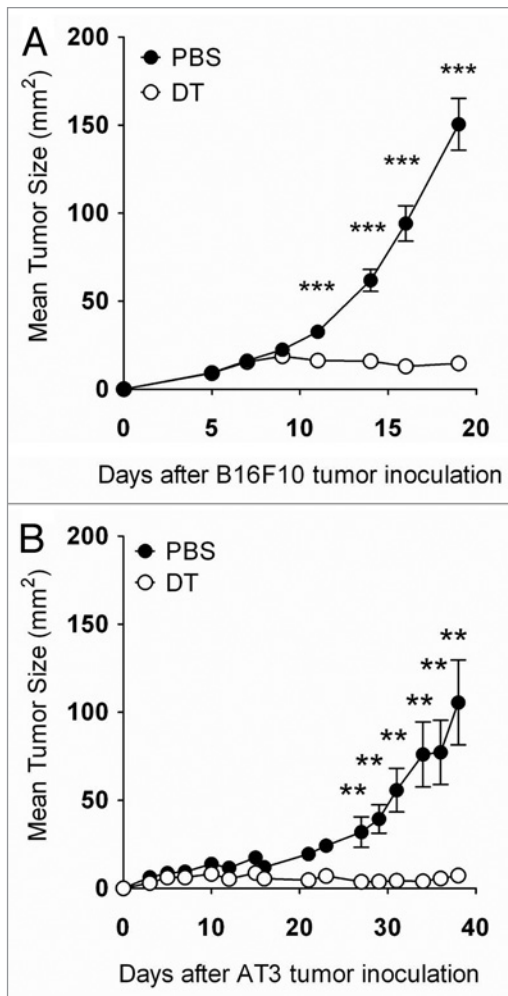 A
200
PBS
DT
***
***
***
***
***
150
100
50
0
Mean Tumor Size (mm²)
0 5 10 15 20
Days after B16F10 tumor inoculation
B
200
PBS
DT
**
**
**
**
**
**
150
100
50
0
Mean Tumor Size (mm²)
0 10 20 30 40
Days after AT3 tumor inoculation